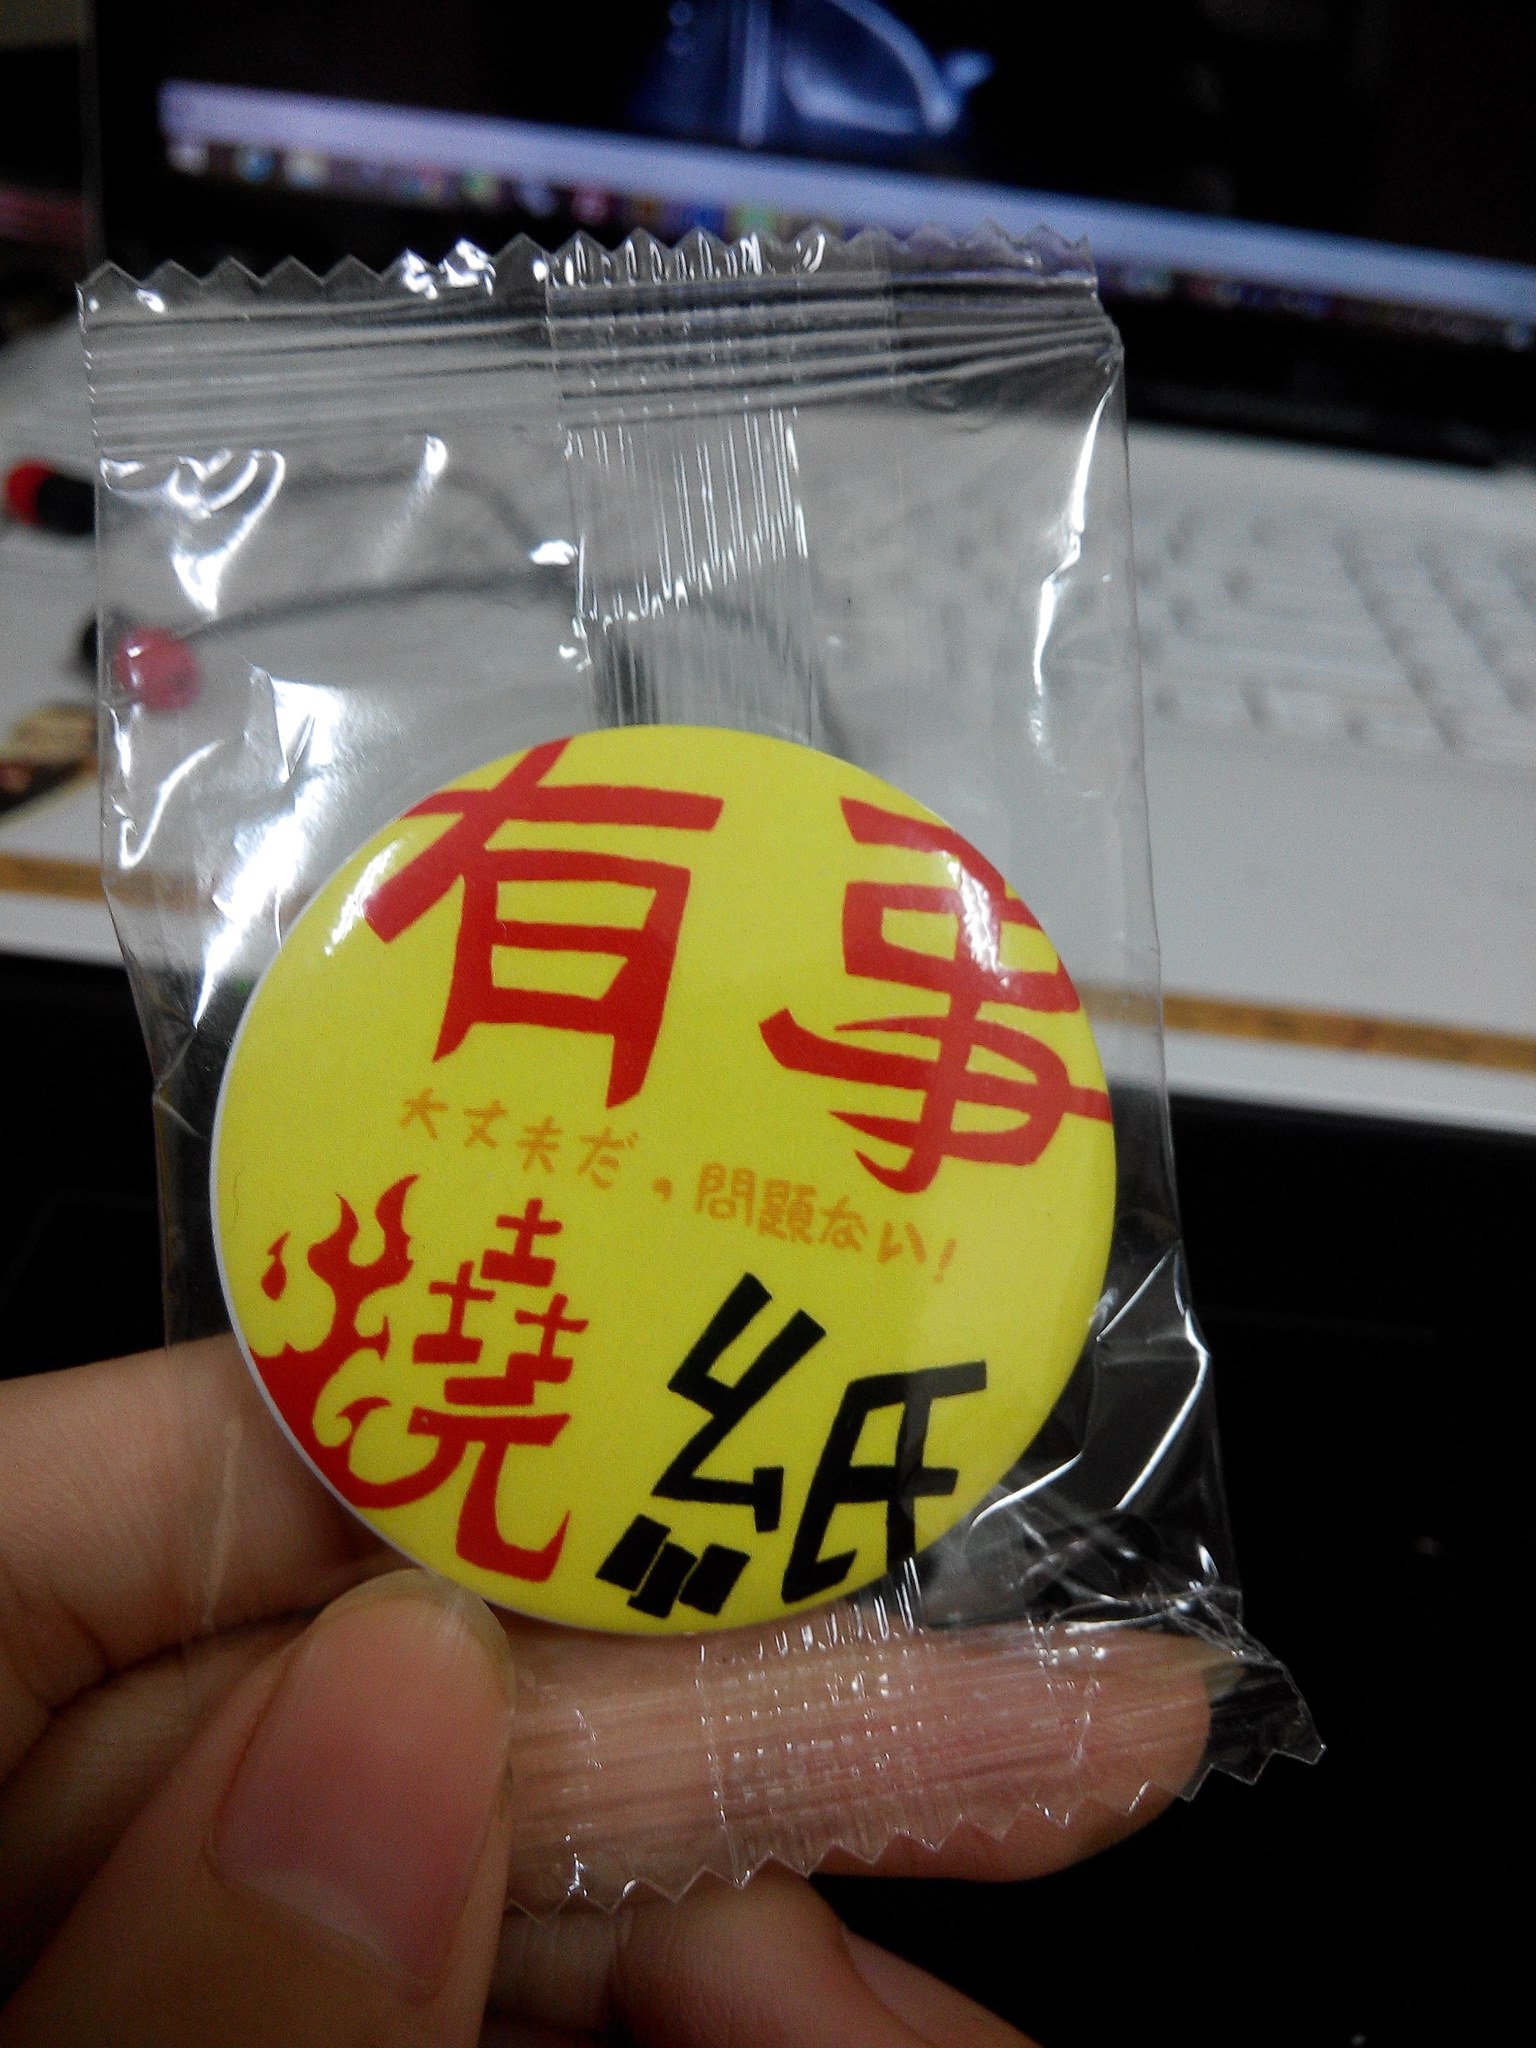 有事
大丈夫だ，問題ない！
燒紙